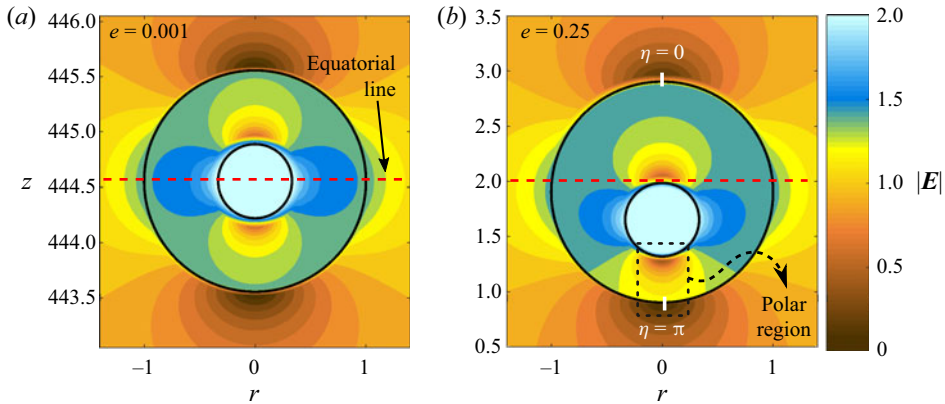 (a)
446.0
445.5
445.0
z
444.5
444.0
443.5
e = 0.001
Equatorial
line
–1
0
1
r
(b)
3.5
3.0
2.5
2.0
1.5
1.0
0.5
e = 0.25
η = 0
η = π
Polar
region
–1
0
1
r
2.0
1.5
|E|
1.0
0.5
0